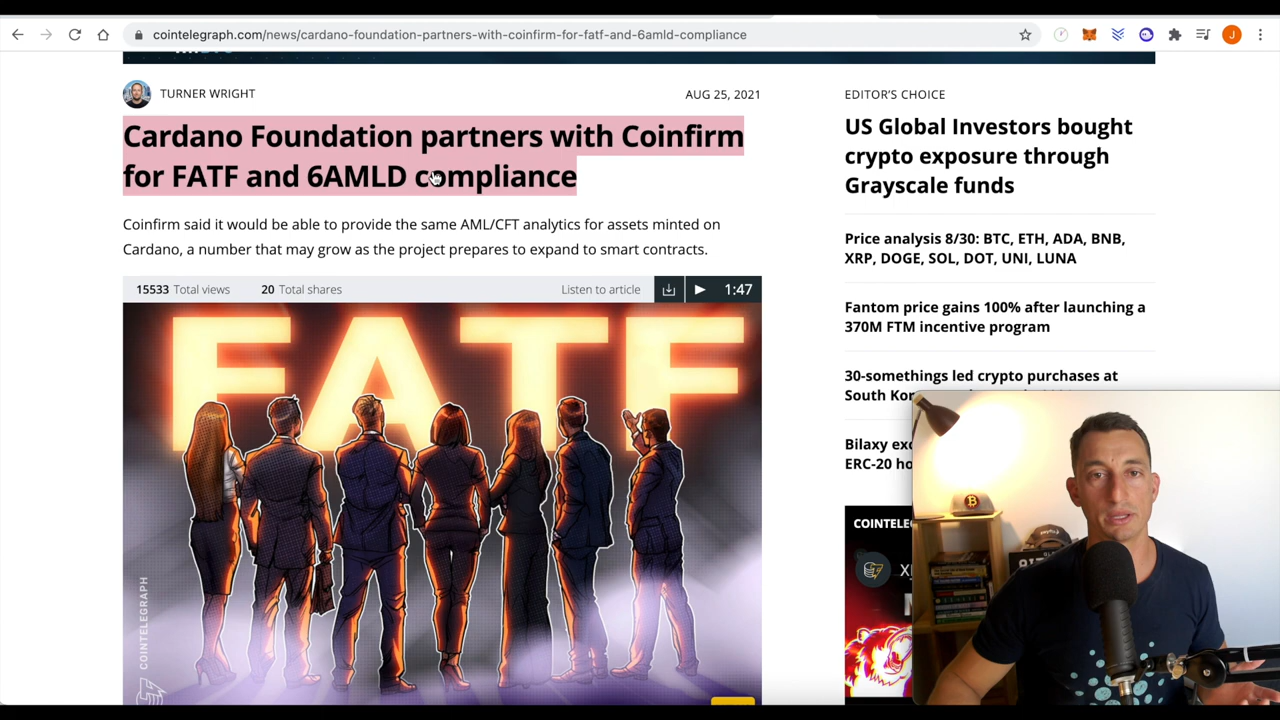 cointelegraph.com/news/cardano-foundation-partners-with-coinfirm-for-fatf-and-6amld-compliance
J
TURNER WRIGHT
AUG 25, 2021
Cardano Foundation partners with Coinfirm
for FATF and 6AMLD compliance
Coinfirm said it would be able to provide the same AML/CFT analytics for assets minted on
Cardano, a number that may grow as the project prepares to expand to smart contracts.
15533 Total views
20 Total shares
Listen to article
1:47
FATF
COINTELEGRAPH
EDITOR'S CHOICE
US Global Investors bought
crypto exposure through
Grayscale funds
Price analysis 8/30: BTC, ETH, ADA, BNB,
XRP, DOGE, SOL, DOT, UNI, LUNA
Fantom price gains 100% after launching a
370M FTM incentive program
30-somethings led crypto purchases at
South
Bilaxy
ERC-20